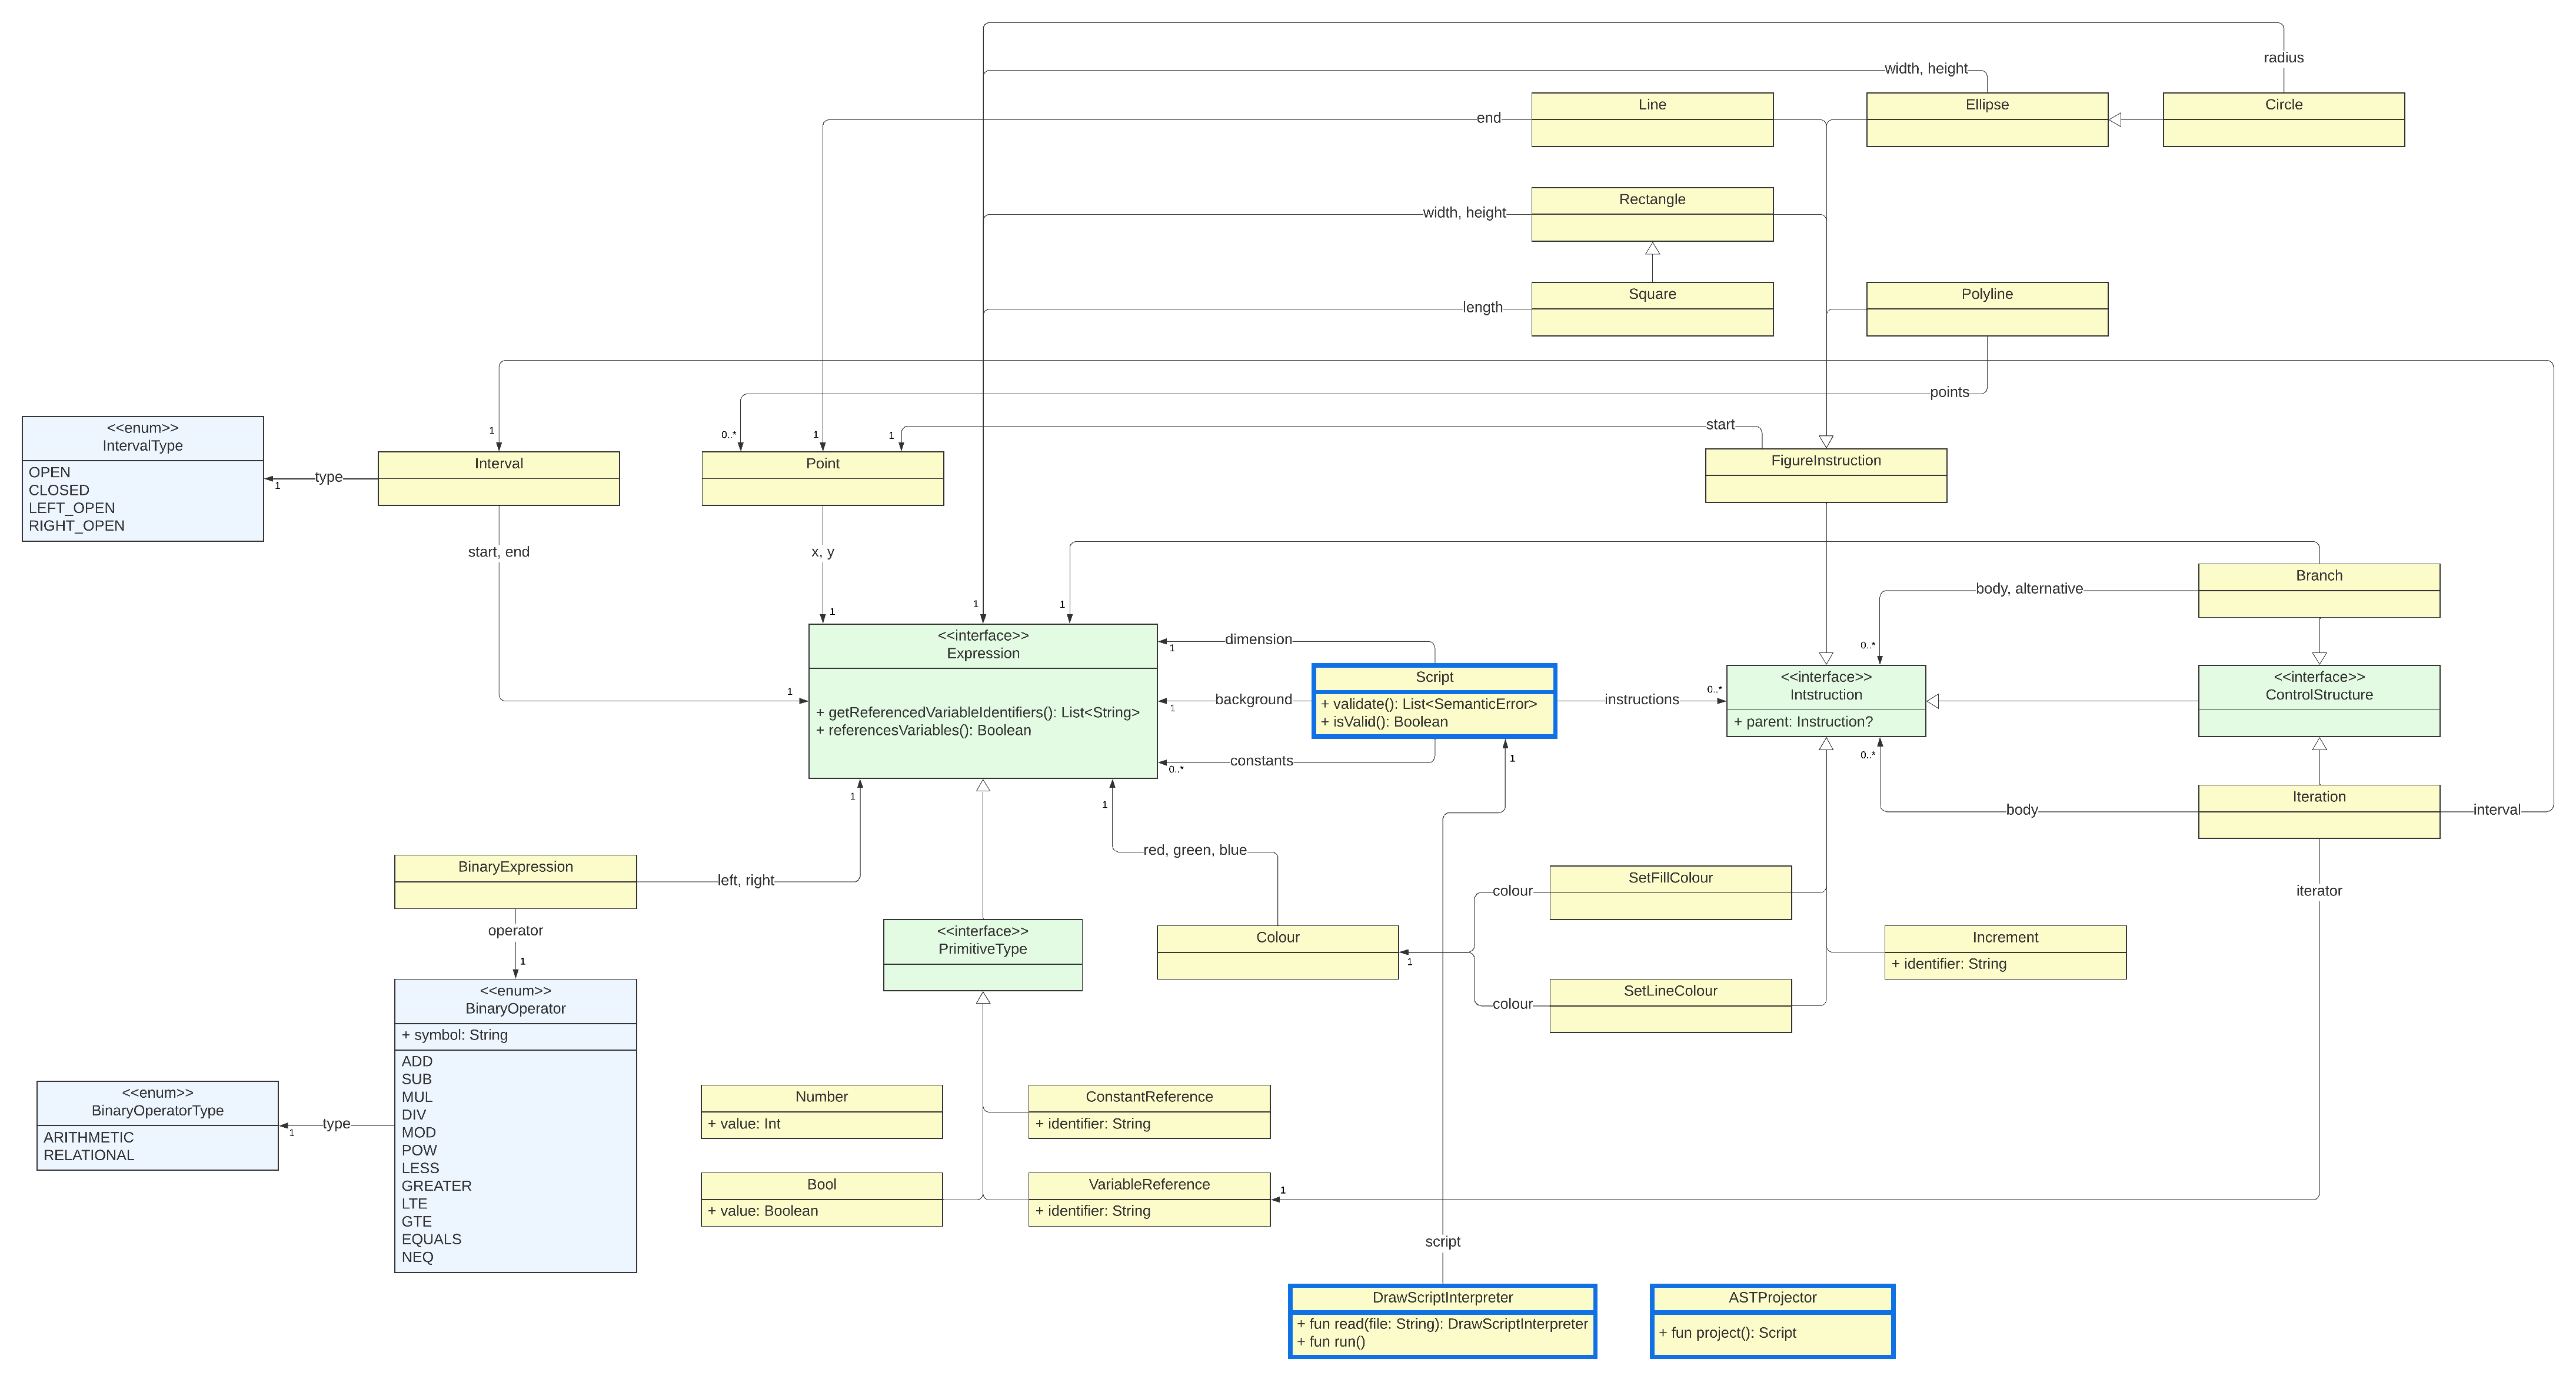 radius
width, height
Line
Ellipse
Circle
end
Rectangle
width, height
Square
Polyline
length
points
<<enum>>
IntervalType
OPEN
CLOSED
LEFT_OPEN
RIGHT_OPEN
1
type
1
Interval
0..*
1
1
Point
start
FigureInstruction
start, end
x, y
1
1
1
Branch
body, alternative
0..*
<<interface>>
Expression
+ getReferencedVariableIdentifiers(): List<String>
+ referencesVariables(): Boolean
1
dimension
1
background
1
constants
0..*
Script
+ validate(): List<SemanticError>
+ isValid(): Boolean
instructions
0..*
<<interface>>
Intstruction
+ parent: Instruction?
<<interface>>
ControlStructure
1
0..*
Iteration
body
interval
1
1
red, green, blue
BinaryExpression
left, right
SetFillColour
colour
iterator
operator
1
<<interface>>
PrimitiveType
Colour
1
Increment
+ identifier: String
SetLineColour
colour
<<enum>>
BinaryOperator
+ symbol: String
ADD
SUB
MUL
DIV
MOD
POW
LESS
GREATER
LTE
GTE
EQUALS
NEQ
<<enum>>
BinaryOperatorType
ARITHMETIC
RELATIONAL
1
type
Number
+ value: Int
ConstantReference
+ identifier: String
Bool
+ value: Boolean
VariableReference
+ identifier: String
1
script
DrawScriptInterpreter
+ fun read(file: String): DrawScriptInterpreter
+ fun run()
ASTProjector
+ fun project(): Script